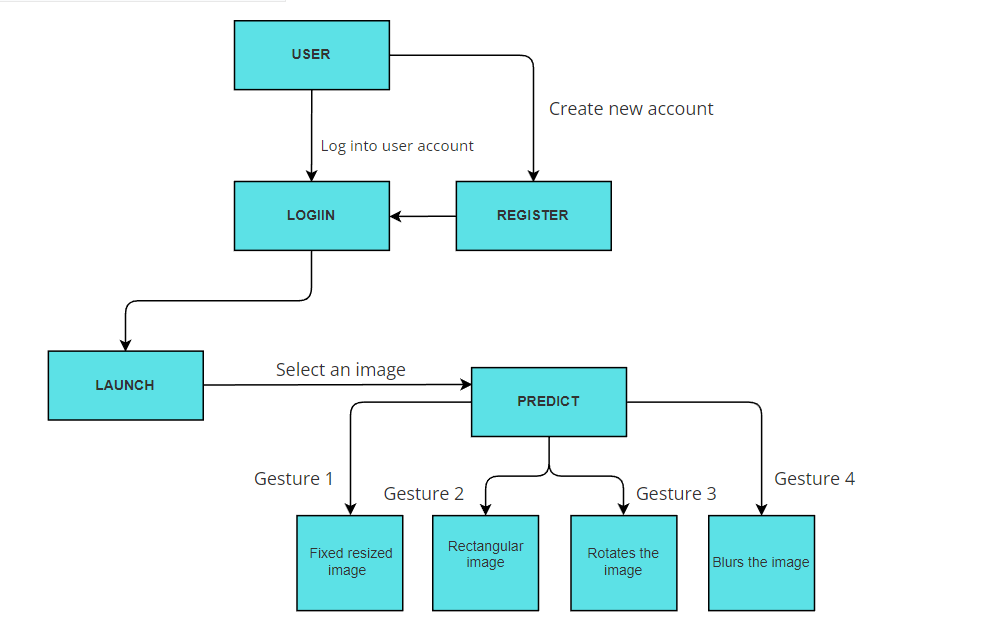 USER
Create new account
Log into user account
LOGIIN
REGISTER
LAUNCH
Select an image
PREDICT
Gesture 1
Gesture 2
Gesture 3
Gesture 4
Fixed resized
image
Rectangular
image
Rotates the
image
Blurs the image